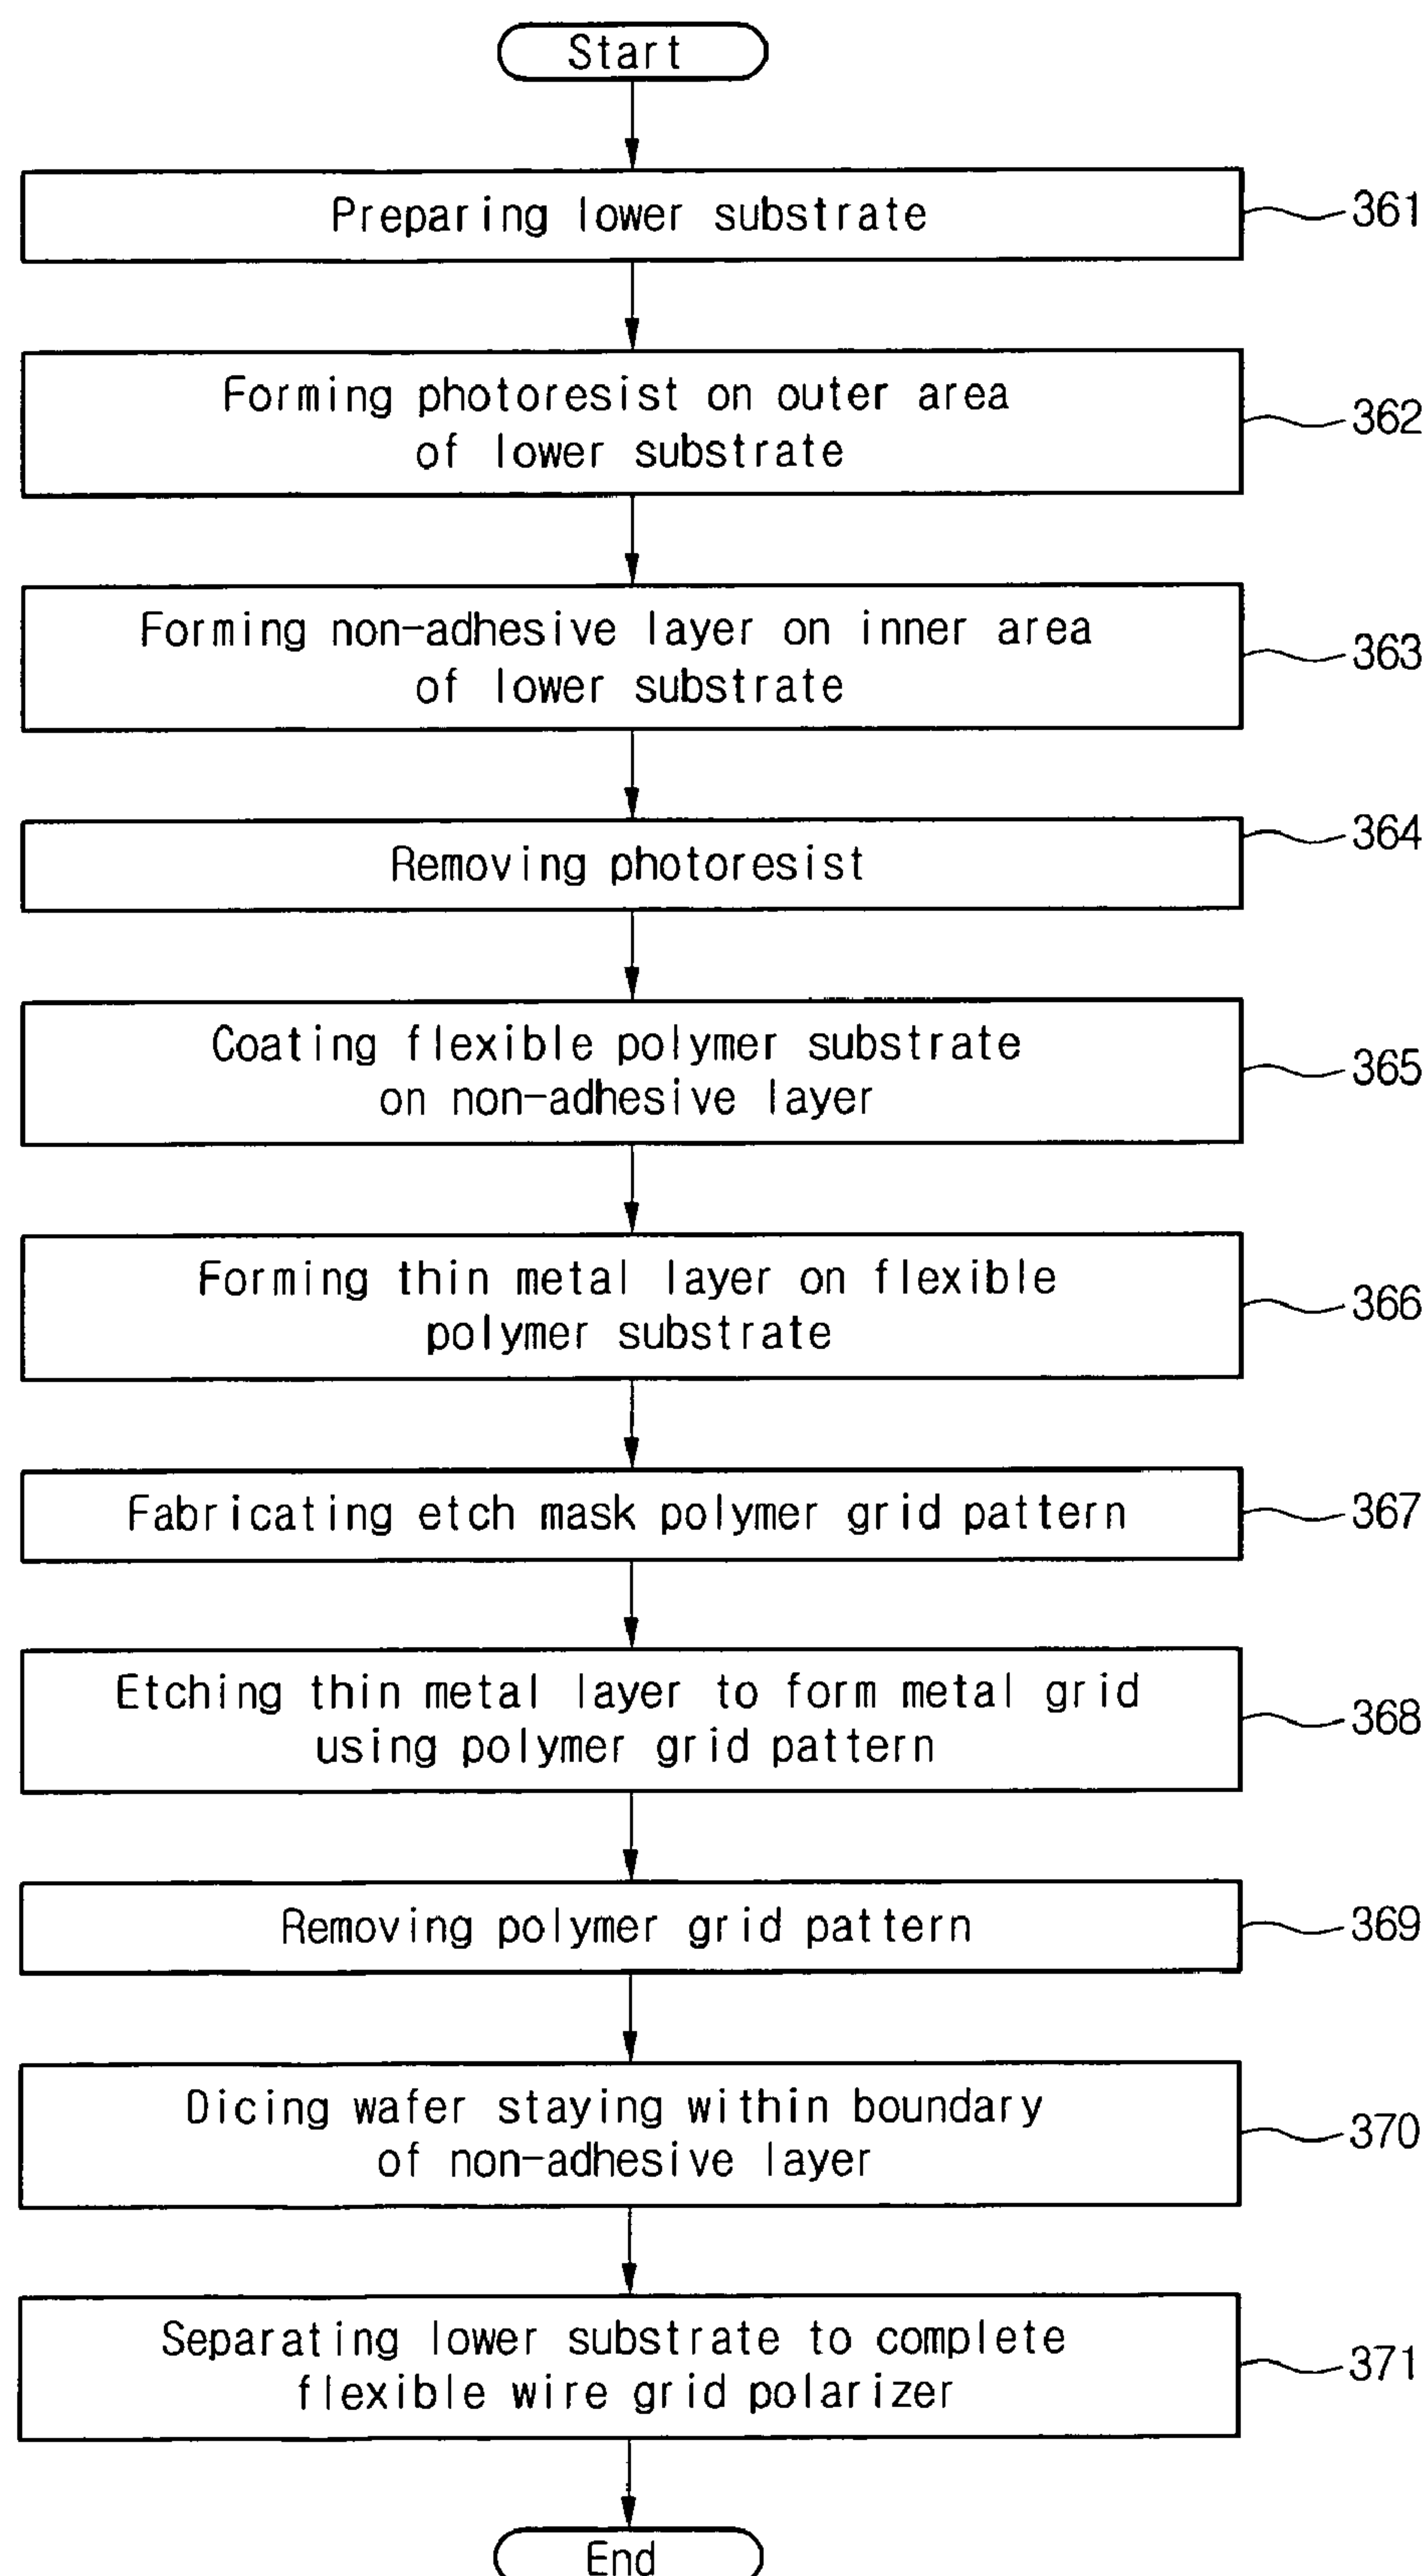 Start
Preparing lower substrate
361
Forming photoresist on outer area
of lower substrate
362
Forming non-adhesive layer on inner area
of lower substrate
363
Removing photoresist
364
Coating flexible polymer substrate
on non-adhesive layer
365
Forming thin metal layer on flexible
polymer substrate
366
Fabricating etch mask polymer grid pattern
367
Etching thin metal layer to form metal grid
using polymer grid pattern
368
Removing polymer grid pattern
369
Dicing wafer staying within boundary
of non-adhesive layer
370
Separating lower substrate to complete
flexible wire grid polarizer
371
End